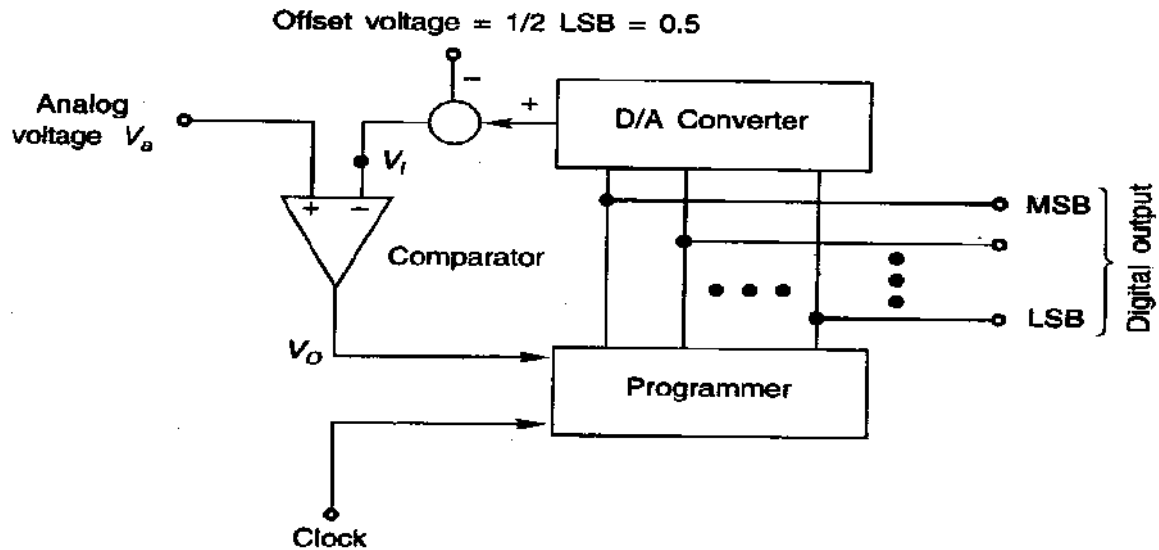 Offset voltage = 1/2 LSB = 0.5
−
+
D/A Converter
Analog
voltage Va
Vf
+ −
MSB
Comparator
LSB
Digital output
VO
Programmer
Clock